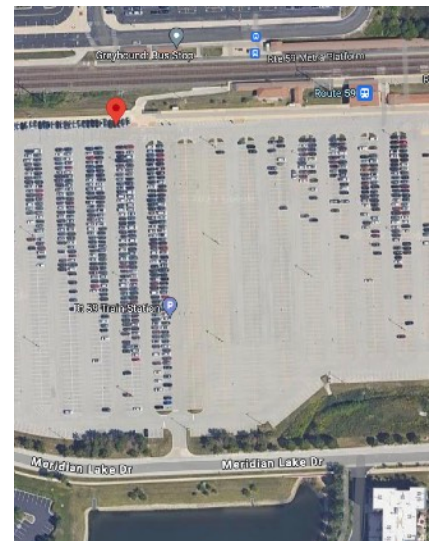 Greyhound: Bus Stop
Rte 59 Metra Platform
Route 59
R
Rt 59 Train Station
P
Meridian Lake Dr
Meridian Lake Dr